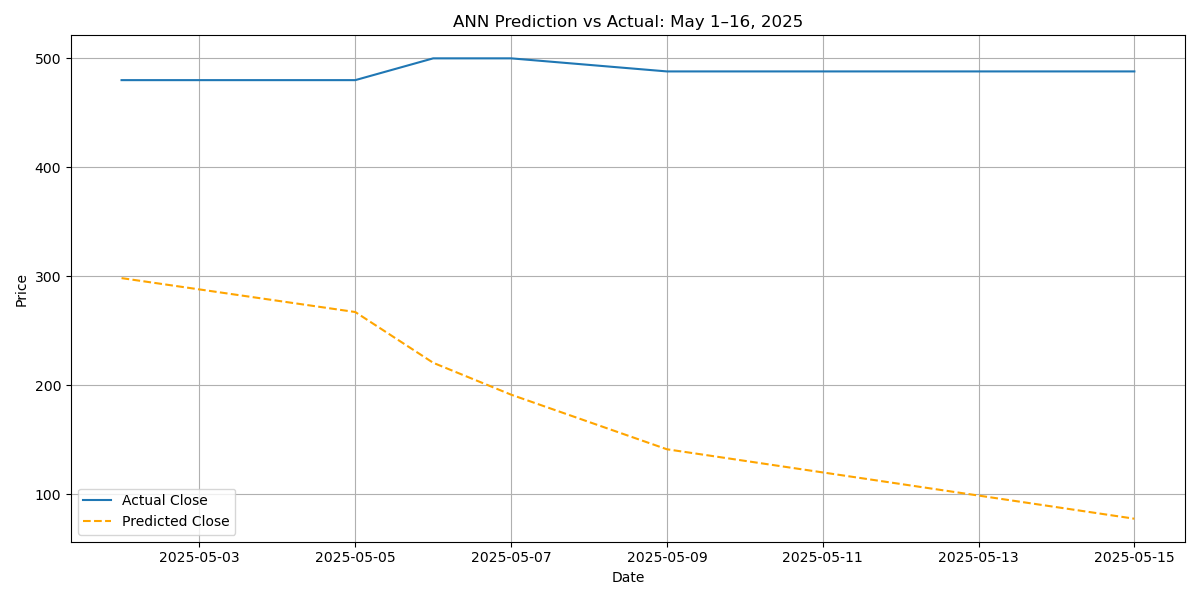 ANN Prediction vs Actual: May 1–16, 2025
Price
500
400
300
200
100
Actual Close
Predicted Close
2025-05-03
2025-05-05
2025-05-07
2025-05-09
2025-05-11
2025-05-13
2025-05-15
Date